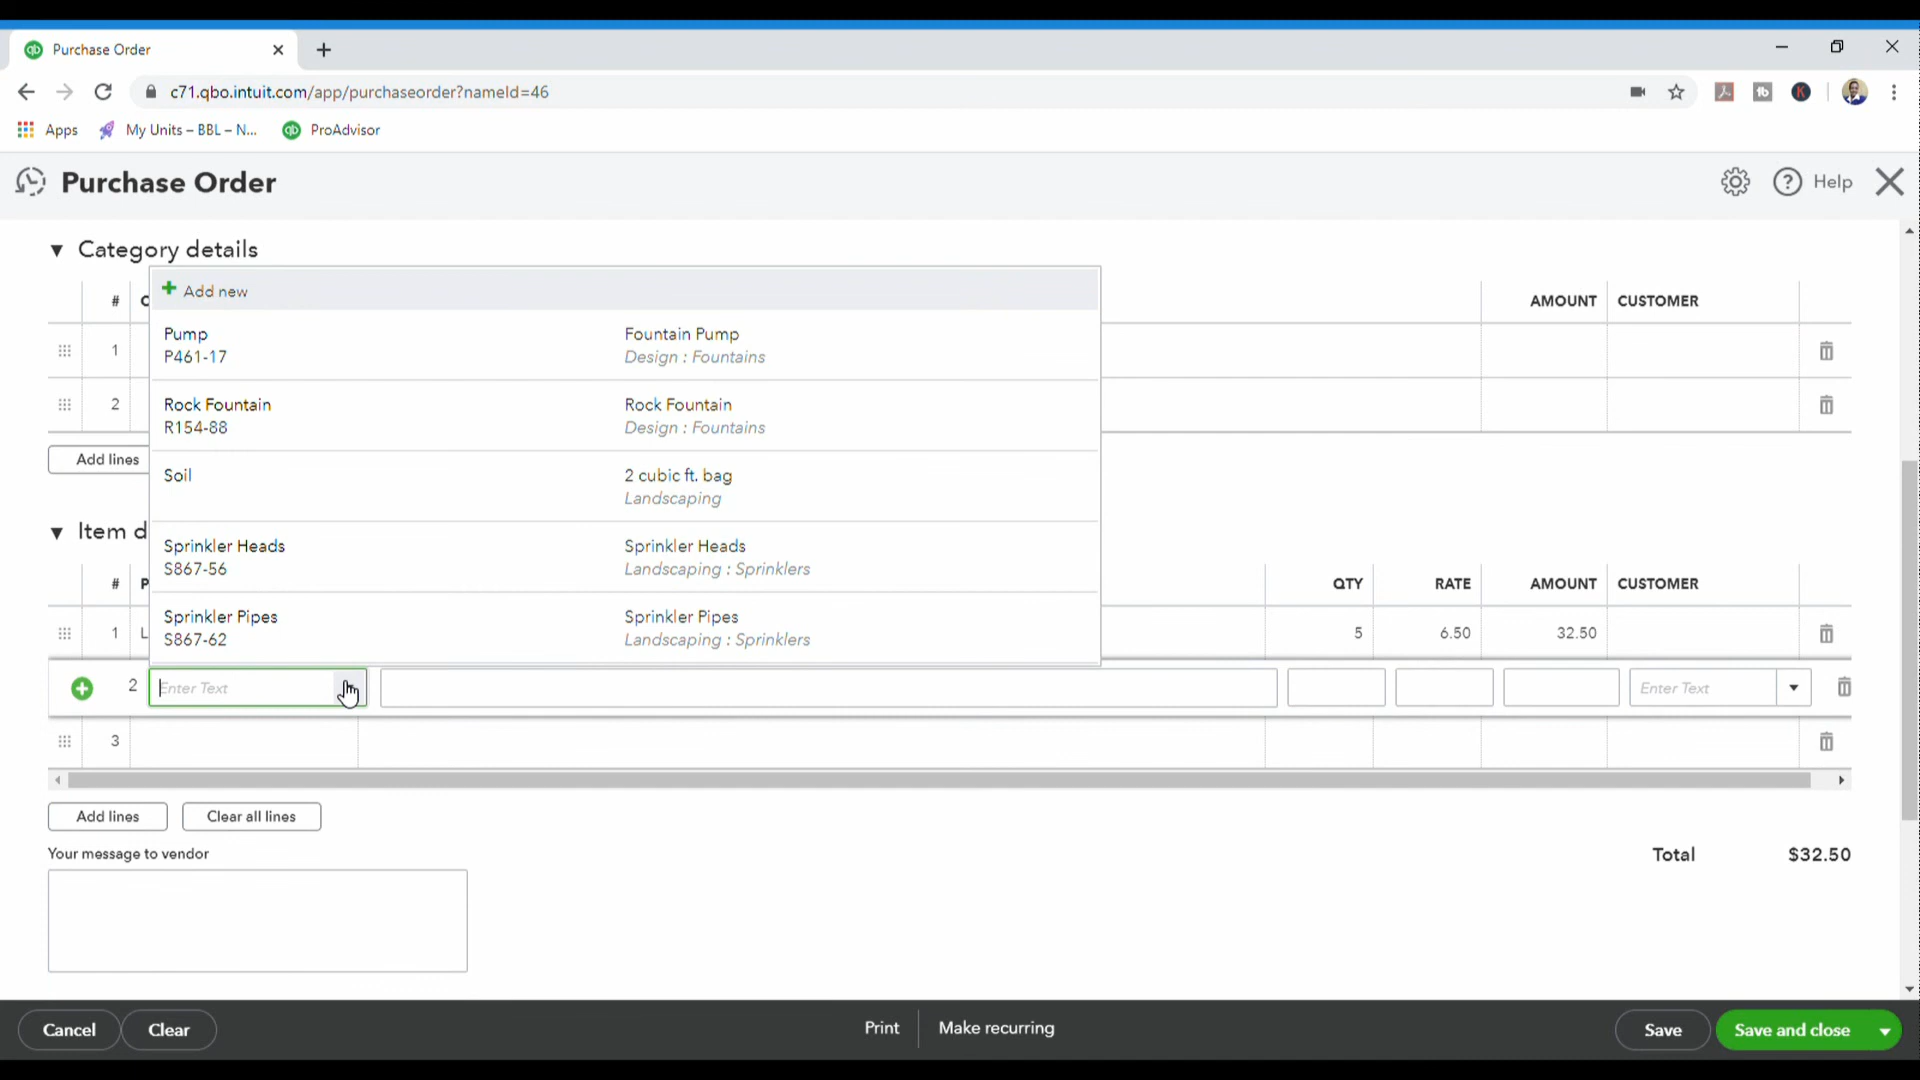 Purchase Order
c71.qbo.intuit.com/app/purchaseorder?nameId=46
Apps My Units – BBL – N... ProAdvisor
Purchase Order
Help
Category details
# C AMOUNT CUSTOMER
1
2
Add lines
Add new
Pump Fountain Pump
P461-17 Design : Fountains
Rock Fountain Rock Fountain
R154-88 Design : Fountains
Soil 2 cubic ft. bag
Landscaping
Sprinkler Heads Sprinkler Heads
S867-56 Landscaping : Sprinklers
Sprinkler Pipes Sprinkler Pipes
S867-62 Landscaping : Sprinklers
Item d
# P QTY RATE AMOUNT CUSTOMER
1 L 5 6.50 32.50
2 Enter Text Enter Text
3
Add lines Clear all lines
Your message to vendor
Total $32.50
Cancel Clear Print Make recurring Save Save and close